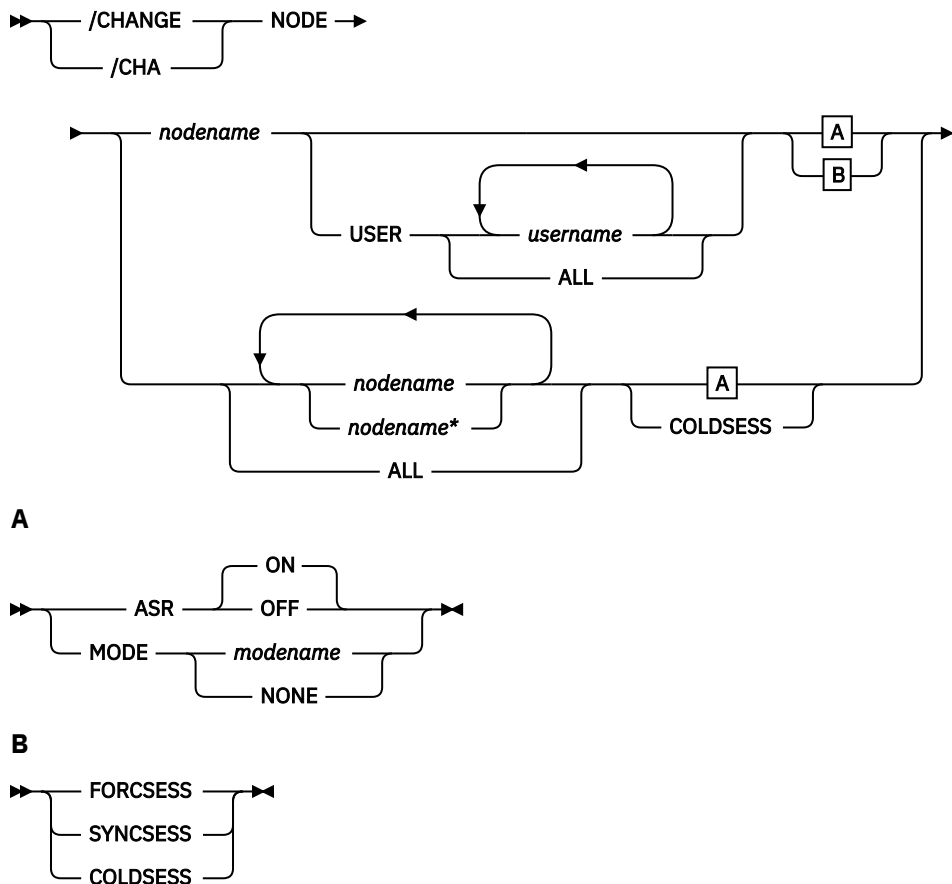 /CHANGE NODE
/CHA
nodename A
B
USER username
ALL
nodename A
nodename* COLDSESS
ALL
A
ON
ASR OFF
MODE modename
NONE
B
FORCSESS
SYNCSESS
COLDSESS